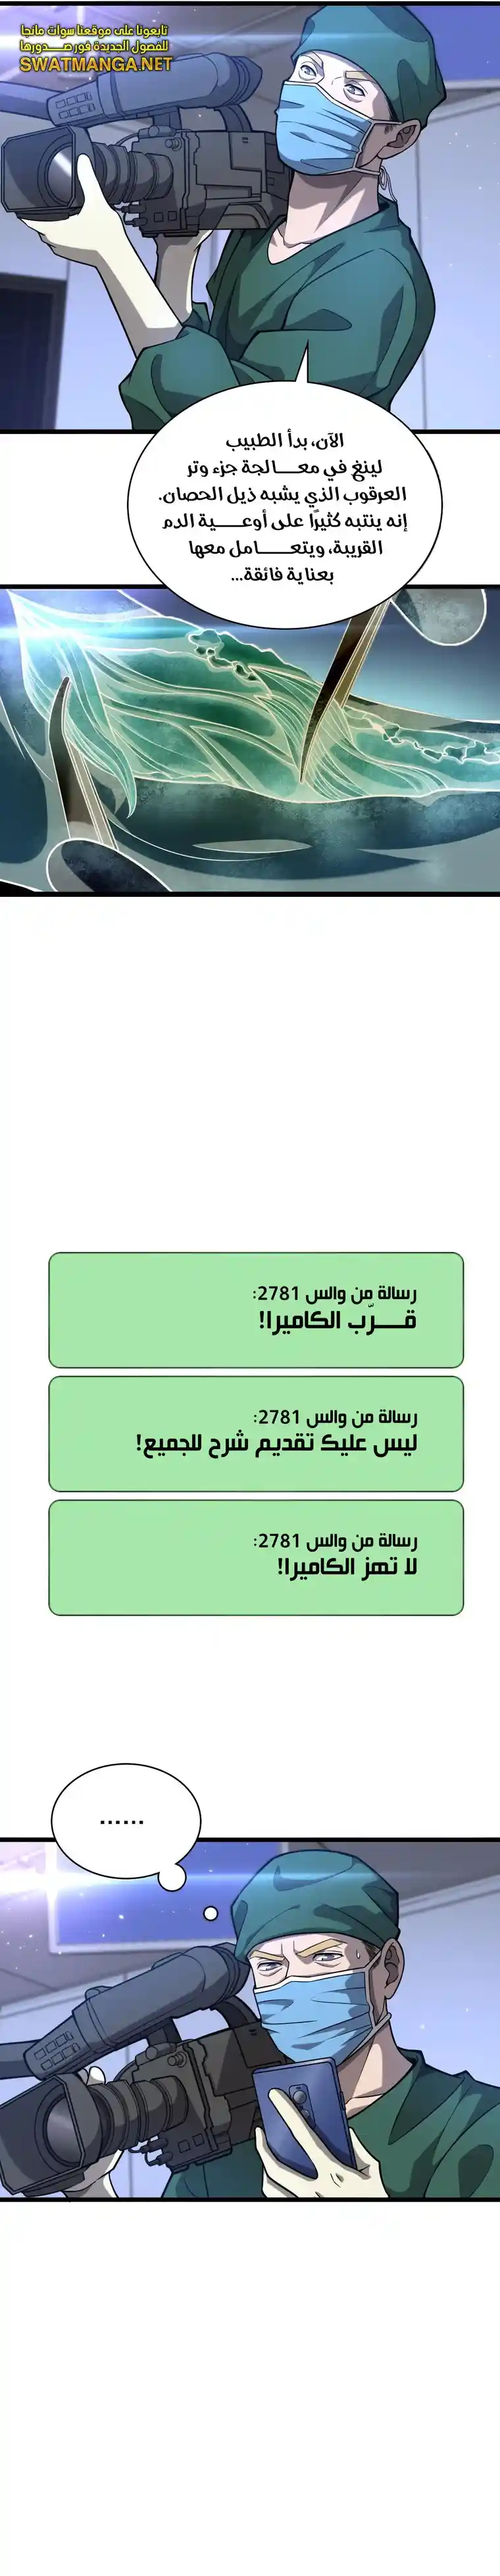 تابعونا على موقعنا سوات مانجا
للفصول الجديدة فور صـــدورها
SWATMANGA.NET
الآن، بدأ الطبيب
لينغ في معـــالجة جزء وتر
العرقوب الذي يشبه ذيل الحصان.
إنه ينتبه كثيرًا على أوعـــية الدم
القريبة، ويتعـــامل معها
بعناية فائقة...
رسالة من والس 2781:
قـــرّب الكاميرا!
رسالة من والس 2781:
ليس عليك تقديم شرح للجميع!
رسالة من والس 2781:
لا تهز الكاميرا!
......